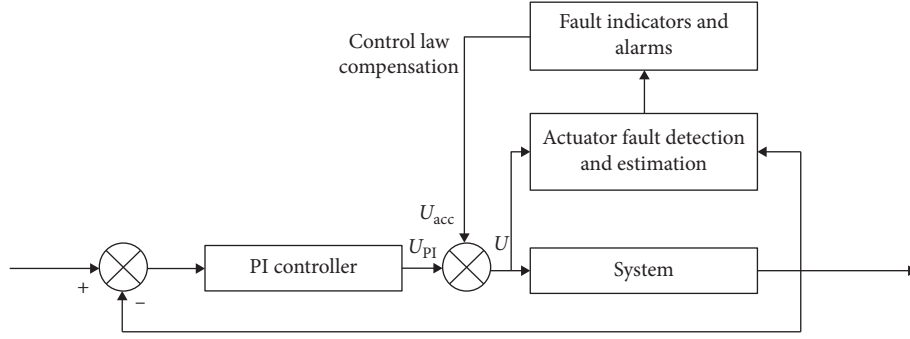 Fault indicators and
alarms
Control law
compensation
Actuator fault detection
and estimation
U_acc
U_PI
U
PI controller
System
+
−